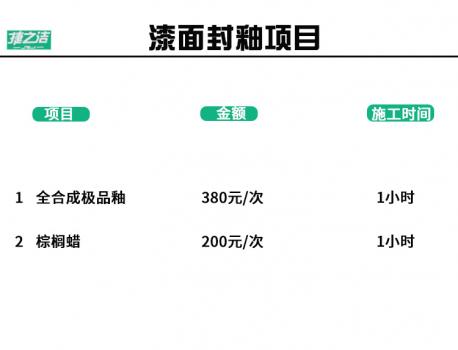 捷之洁
漆面封釉项目
项目 金额 施工时间
1 全合成极品釉 380元/次 1小时
2 棕榈蜡 200元/次 1小时